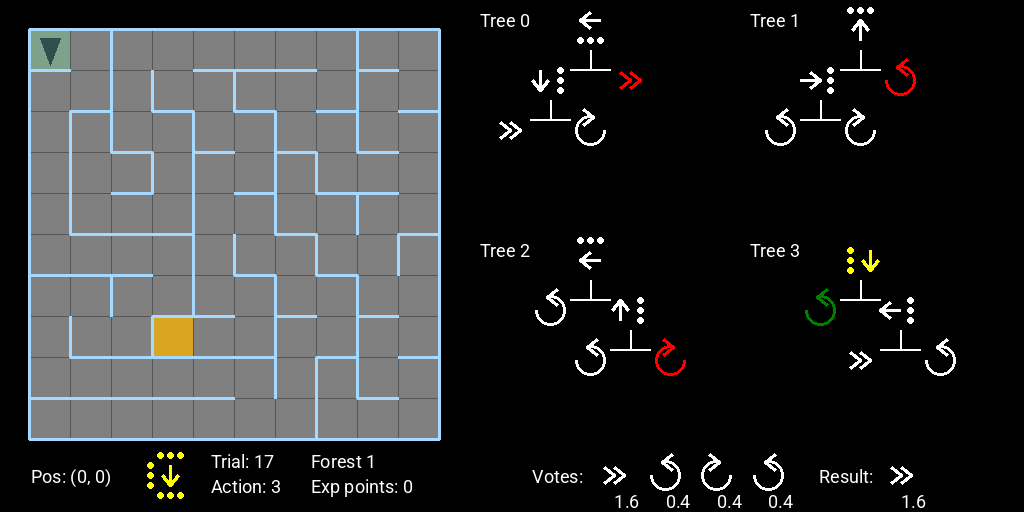 Tree 0
Tree 1
Tree 2
Tree 3
Pos: (0, 0)
Trial: 17
Action: 3
Forest 1
Exp points: 0
Votes:
1.6
0.4
0.4
0.4
Result:
1.6